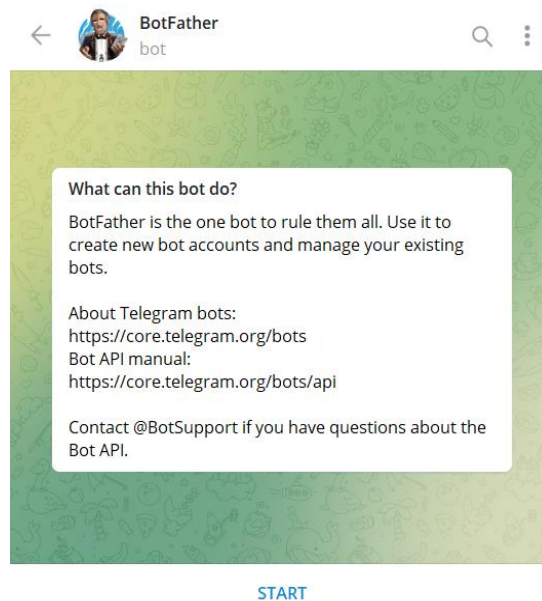 BotFather
bot
What can this bot do?
BotFather is the one bot to rule them all. Use it to
create new bot accounts and manage your existing
bots.
About Telegram bots:
https://core.telegram.org/bots
Bot API manual:
https://core.telegram.org/bots/api
Contact @BotSupport if you have questions about the
Bot API.
START